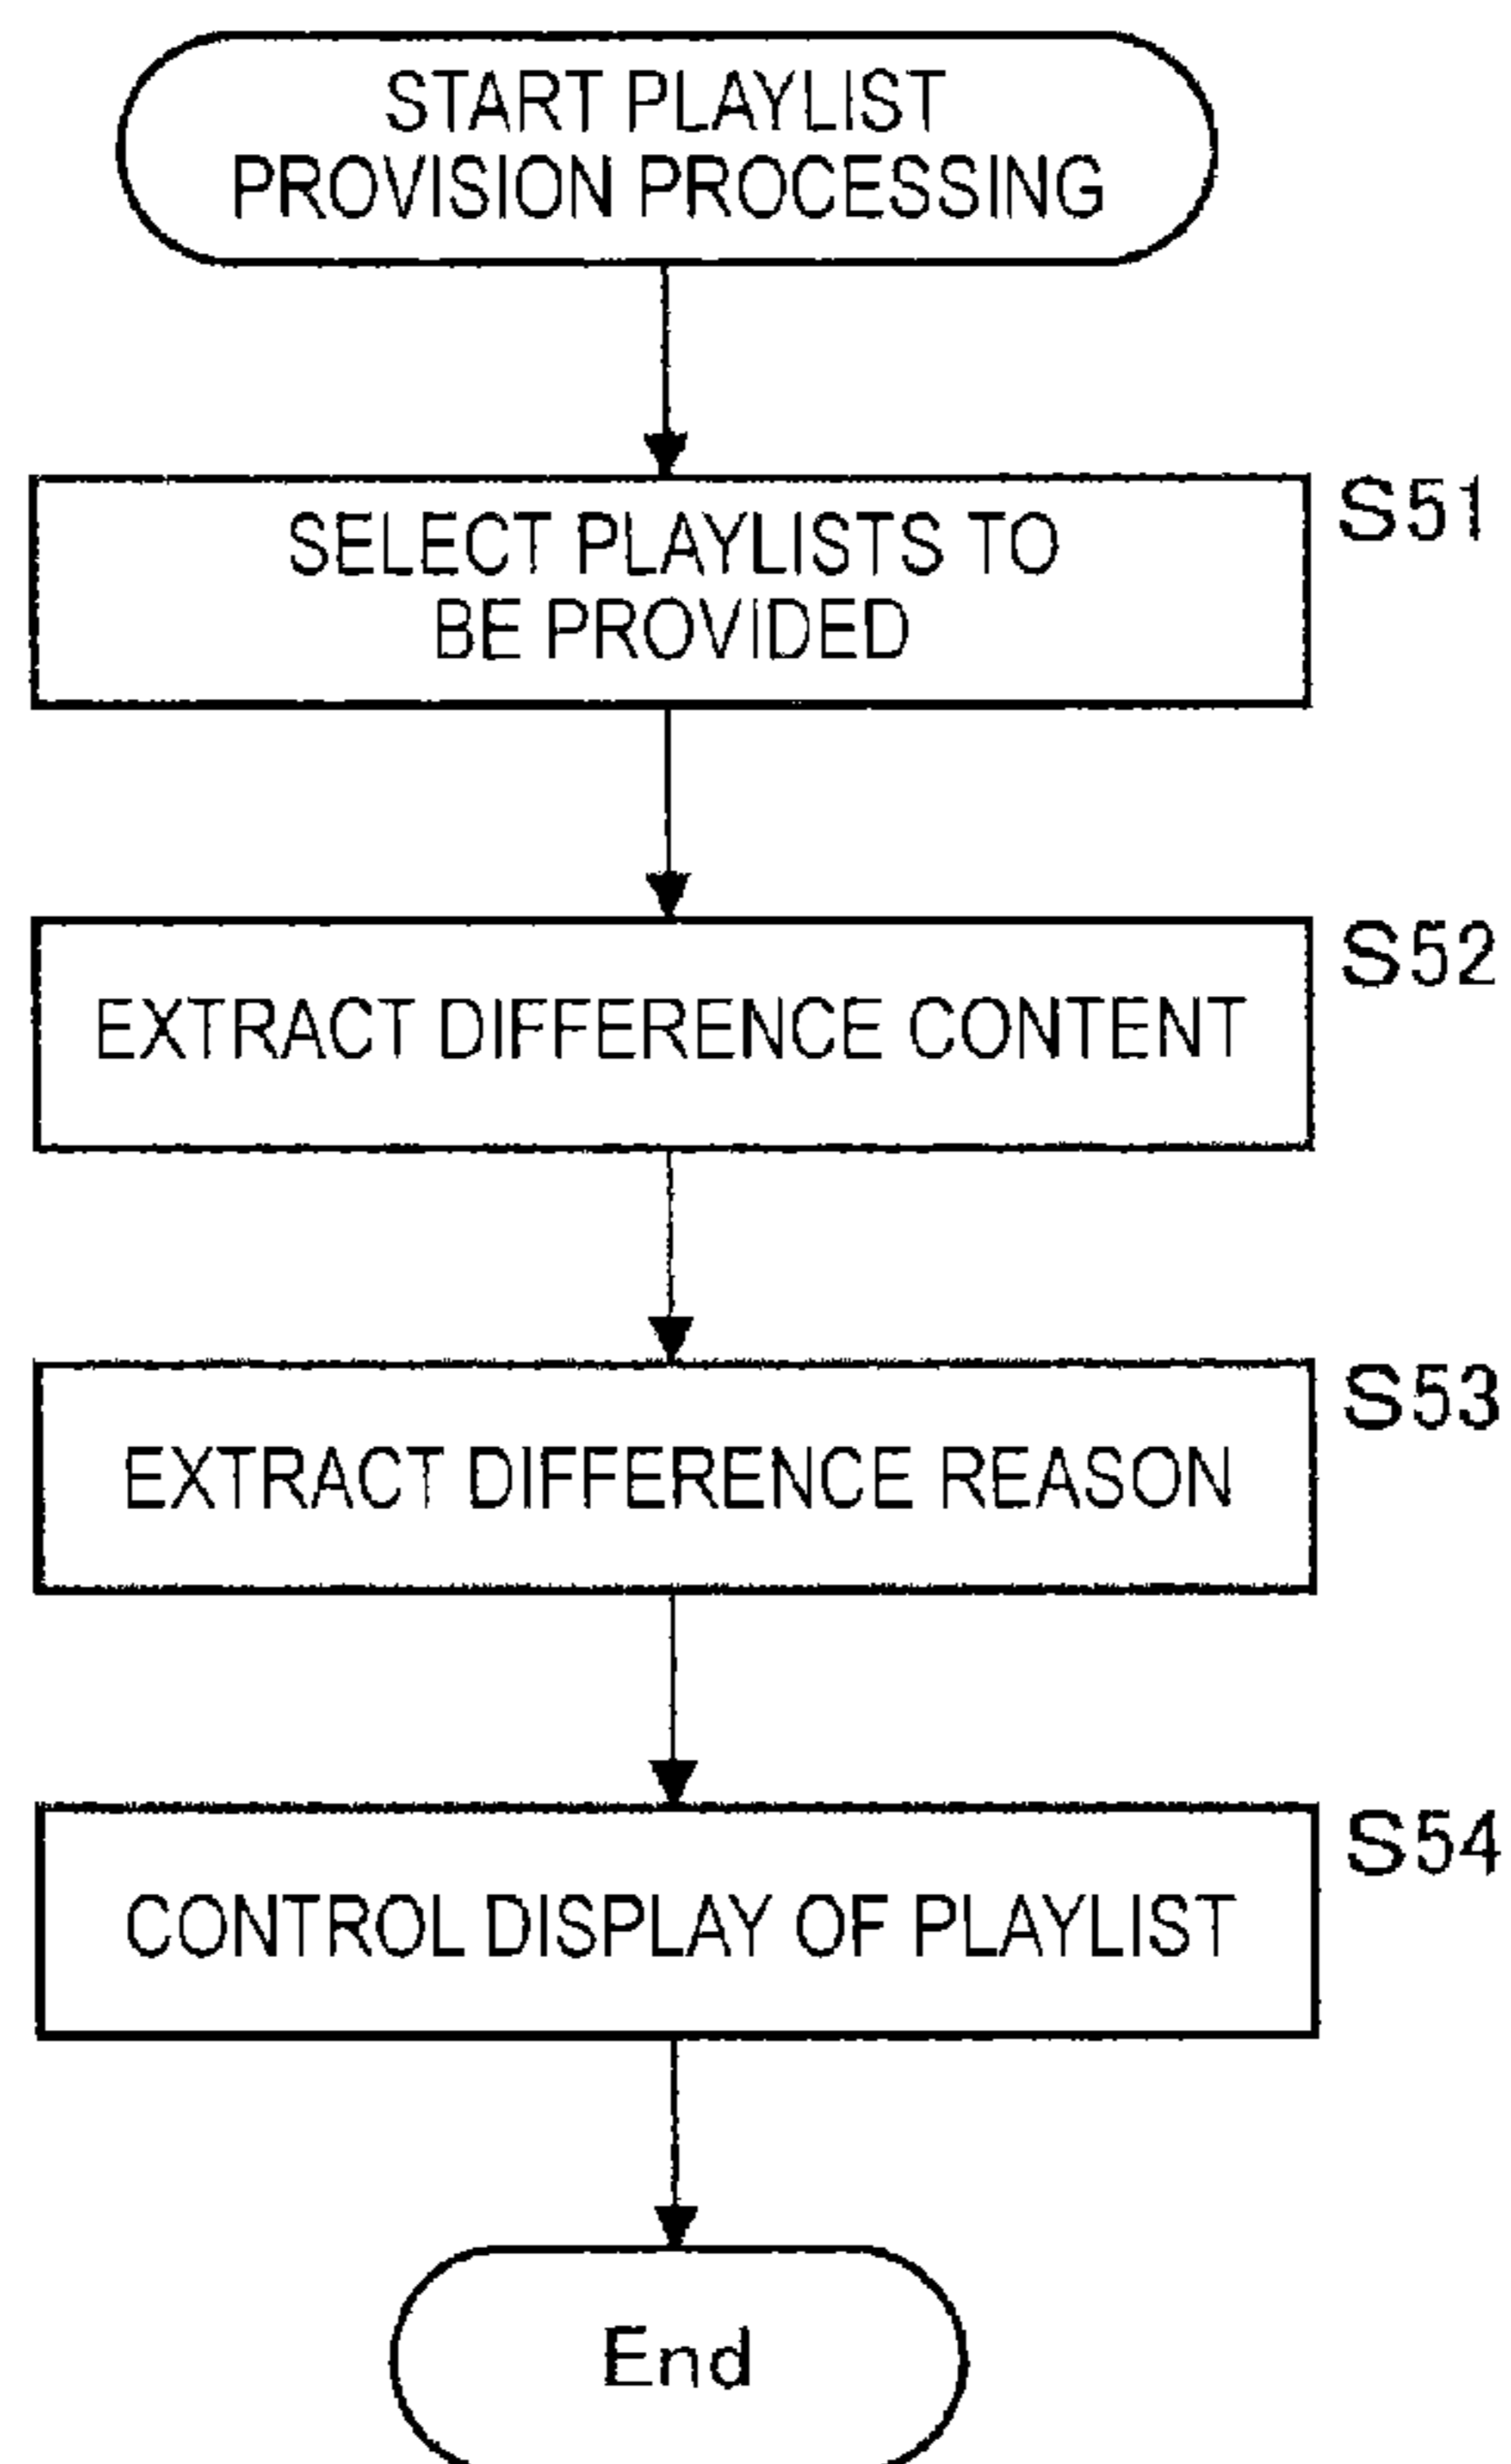 START PLAYLIST
PROVISION PROCESSING
SELECT PLAYLISTS TO
BE PROVIDED
S51
EXTRACT DIFFERENCE CONTENT
S52
EXTRACT DIFFERENCE REASON
S53
CONTROL DISPLAY OF PLAYLIST
S54
End